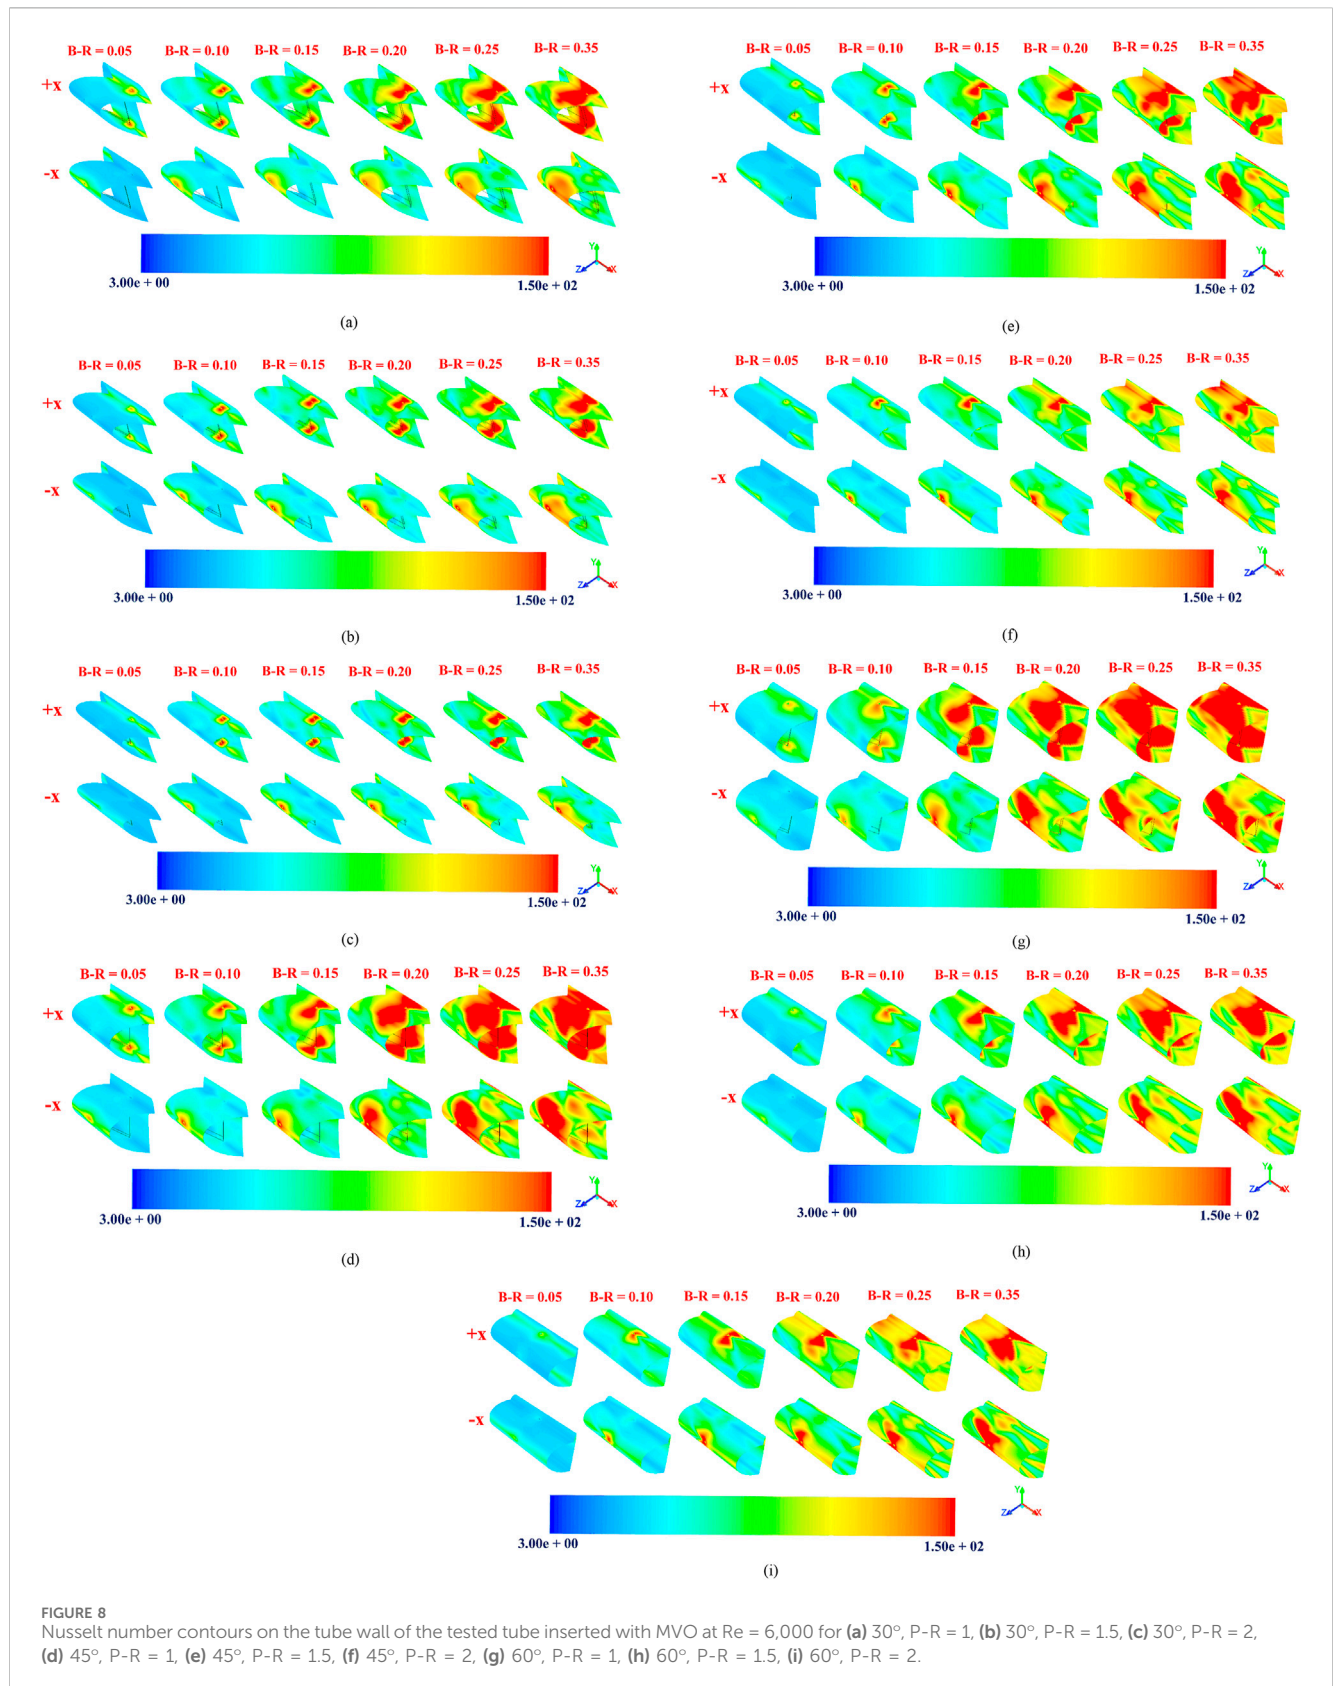 B-R = 0.05 B-R = 0.10 B-R = 0.15 B-R = 0.20 B-R = 0.25 B-R = 0.35
+x
-x
3.00e + 00 1.50e + 02
Y
Z X
(a)
B-R = 0.05 B-R = 0.10 B-R = 0.15 B-R = 0.20 B-R = 0.25 B-R = 0.35
+x
-x
3.00e + 00 1.50e + 02
Y
Z X
(b)
B-R = 0.05 B-R = 0.10 B-R = 0.15 B-R = 0.20 B-R = 0.25 B-R = 0.35
+x
-x
3.00e + 00 1.50e + 02
Y
Z X
(c)
B-R = 0.05 B-R = 0.10 B-R = 0.15 B-R = 0.20 B-R = 0.25 B-R = 0.35
+x
-x
3.00e + 00 1.50e + 02
Y
Z X
(d)
B-R = 0.05 B-R = 0.10 B-R = 0.15 B-R = 0.20 B-R = 0.25 B-R = 0.35
+x
-x
3.00e + 00 1.50e + 02
Y
Z X
(e)
B-R = 0.05 B-R = 0.10 B-R = 0.15 B-R = 0.20 B-R = 0.25 B-R = 0.35
+x
-x
3.00e + 00 1.50e + 02
Y
Z X
(f)
B-R = 0.05 B-R = 0.10 B-R = 0.15 B-R = 0.20 B-R = 0.25 B-R = 0.35
+x
-x
3.00e + 00 1.50e + 02
Y
Z X
(g)
B-R = 0.05 B-R = 0.10 B-R = 0.15 B-R = 0.20 B-R = 0.25 B-R = 0.35
+x
-x
3.00e + 00 1.50e + 02
Y
Z X
(h)
B-R = 0.05 B-R = 0.10 B-R = 0.15 B-R = 0.20 B-R = 0.25 B-R = 0.35
+x
-x
3.00e + 00 1.50e + 02
Y
Z X
(i)
FIGURE 8
Nusselt number contours on the tube wall of the tested tube inserted with MVO at Re = 6,000 for (a) 30°, P-R = 1, (b) 30°, P-R = 1.5, (c) 30°, P-R = 2,
(d) 45°, P-R = 1, (e) 45°, P-R = 1.5, (f) 45°, P-R = 2, (g) 60°, P-R = 1, (h) 60°, P-R = 1.5, (i) 60°, P-R = 2.